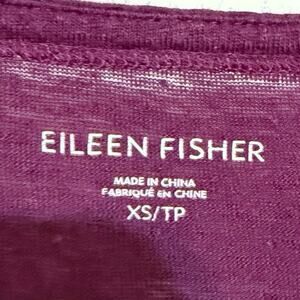 EILEEN FISHER
MADE IN CHINA
FABRIQUÉ EN CHINE
XS/TP